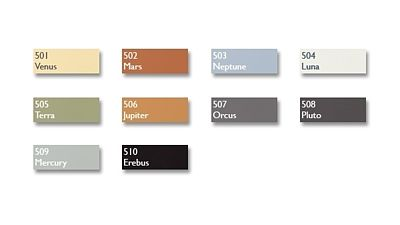 501
Venus
502
Mars
503
Neptune
504
Luna
505
Terra
506
Jupiter
507
Orcus
508
Pluto
509
Mercury
510
Erebus